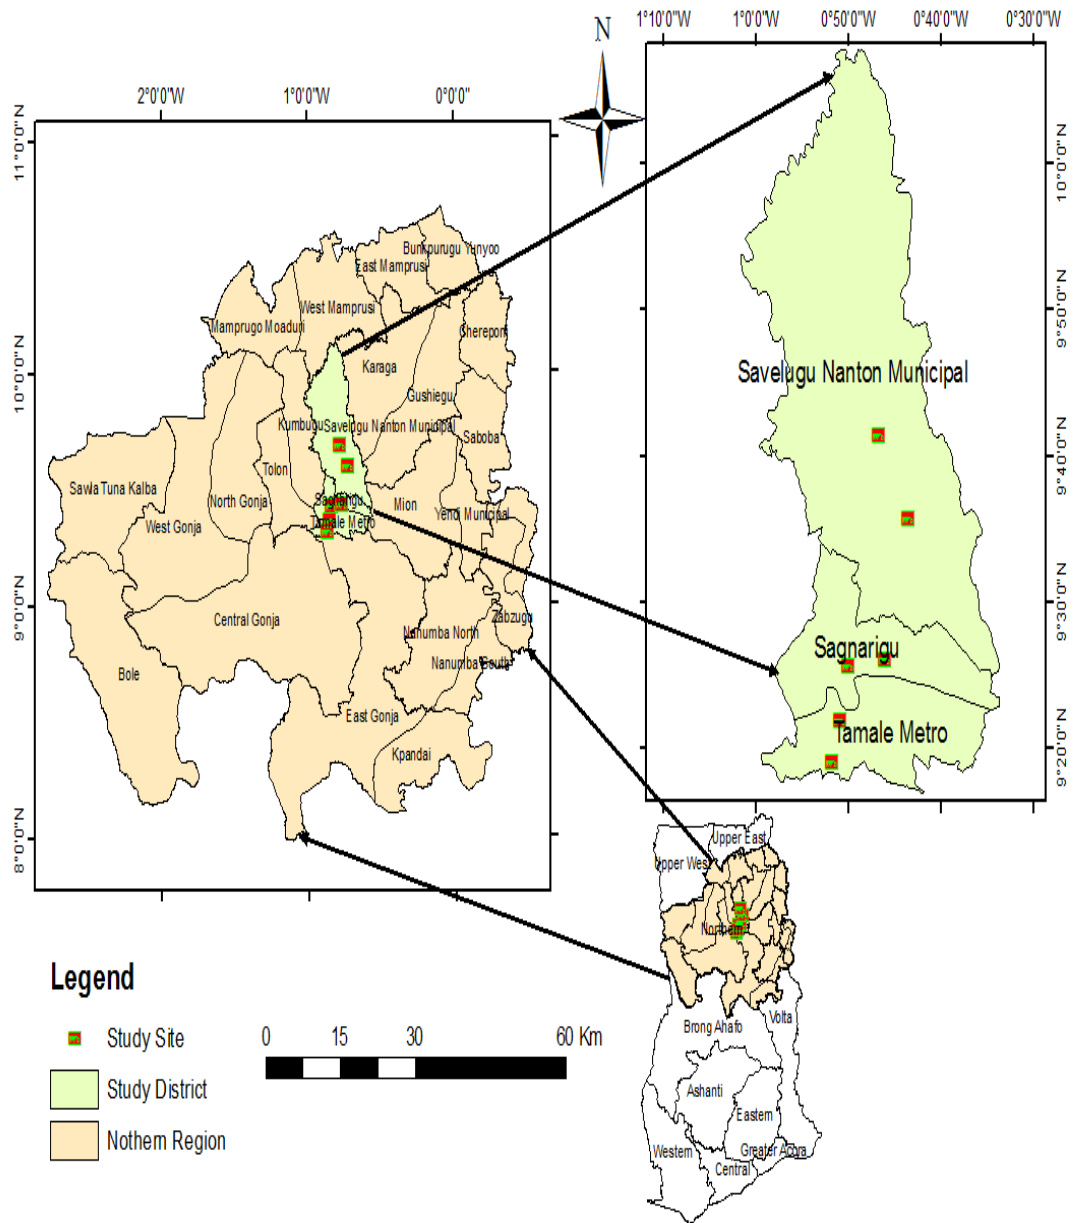 1°10'0"W 1°0'0"W 0°50'0"W 0°40'0"W 0°30'0"W
N
2°0'0"W 1°0'0"W 0°0'0"
11°0'0"N
10°0'0"N
9°0'0"N
8°0'0"N
Bunkpurugu Yunyoo
East Mamprusi
West Mamprusi
Mamprugo Moaduri
Chereponi
Karaga
Gushiegu
Kumbugu
Savelugu Nanton Municipal
Saboba
Tolon
Sawla Tuna Kalba
North Gonja
West Gonja
Sagnarigu
Mion
Yendi Municipal
Tamale Metro
Central Gonja
Zabzugu
Nanumba North
Nanumba South
Bole
East Gonja
Kpandai
10°0'0"N
9°50'0"N
9°40'0"N
9°30'0"N
9°20'0"N
Savelugu Nanton Municipal
Sagnarigu
Tamale Metro
Upper East
Upper West
Northern
Brong Ahafo
Volta
Ashanti
Eastern
Western
Greater Accra
Central
Legend
Study Site
Study District
Nothern Region
0 15 30 60 Km